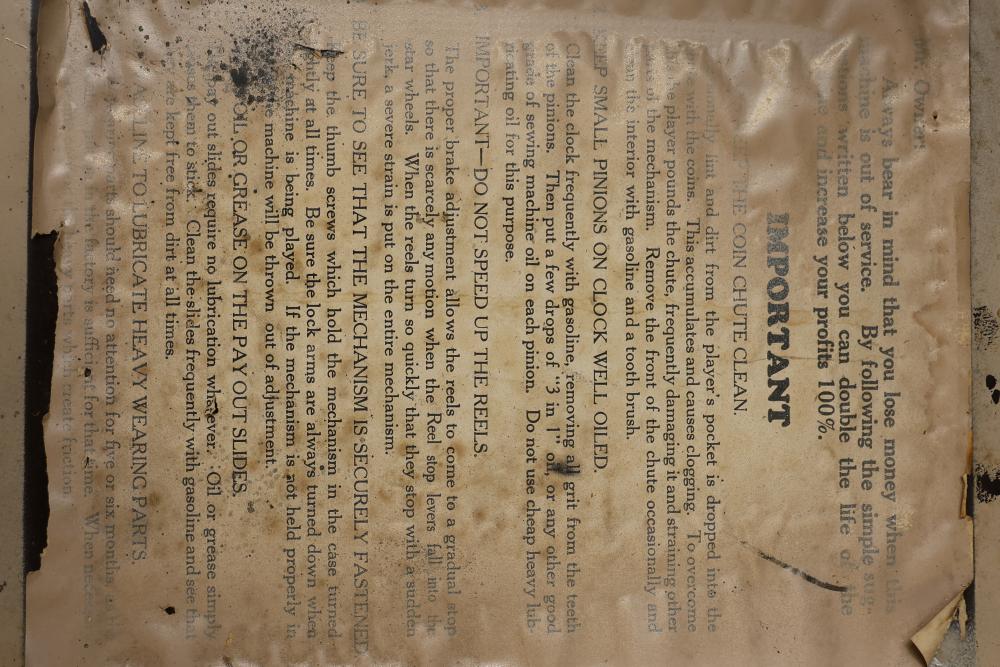 Mr. Owner:
Always bear in mind that you lose money when this
machine is out of service. By following the simple sug-
written below you can double the life of the
and increase your profits 100%.
IMPORTANT
THE COIN CHUTE CLEAN.
lint and dirt from the player's pocket is dropped into the
with the coins. This accumulates and causes clogging. To overcome
the player pounds the chute, frequently damaging it and straining other
parts of the mechanism. Remove the front of the chute occasionally and
clean the interior with gasoline and a tooth brush.
KEEP SMALL PINIONS ON CLOCK WELL OILED.
Clean the clock frequently with gasoline, removing all grit from the teeth
of the pinions. Then put a few drops of "3 in 1" oil, or any other good
grade of sewing machine oil on each pinion. Do not use cheap heavy lub-
ricating oil for this purpose.
IMPORTANT—DO NOT SPEED UP THE REELS.
The proper brake adjustment allows the reels to come to a gradual stop
so that there is scarcely any motion when the Reel stop levers fall into the
star wheels. When the reels turn so quickly that they stop with a sudden
jerk, a severe strain is put on the entire mechanism.
BE SURE TO SEE THAT THE MECHANISM IS SECURELY FASTENED
Keep the thumb screws which hold the mechanism in the case turned
tightly at all times. Be sure the lock arms are always turned down when
machine is being played. If the mechanism is not held properly in
the machine will be thrown out of adjustment.
OIL OR GREASE ON THE PAY OUT SLIDES.
pay out slides require no lubrication whatever. Oil or grease simply
causes them to stick. Clean the slides frequently with gasoline and see that
are kept free from dirt at all times.
VASALINE TO LUBRICATE HEAVY WEARING PARTS.
should need no attention for five or six months
the factory is sufficient for that time. When neces-
which create friction.